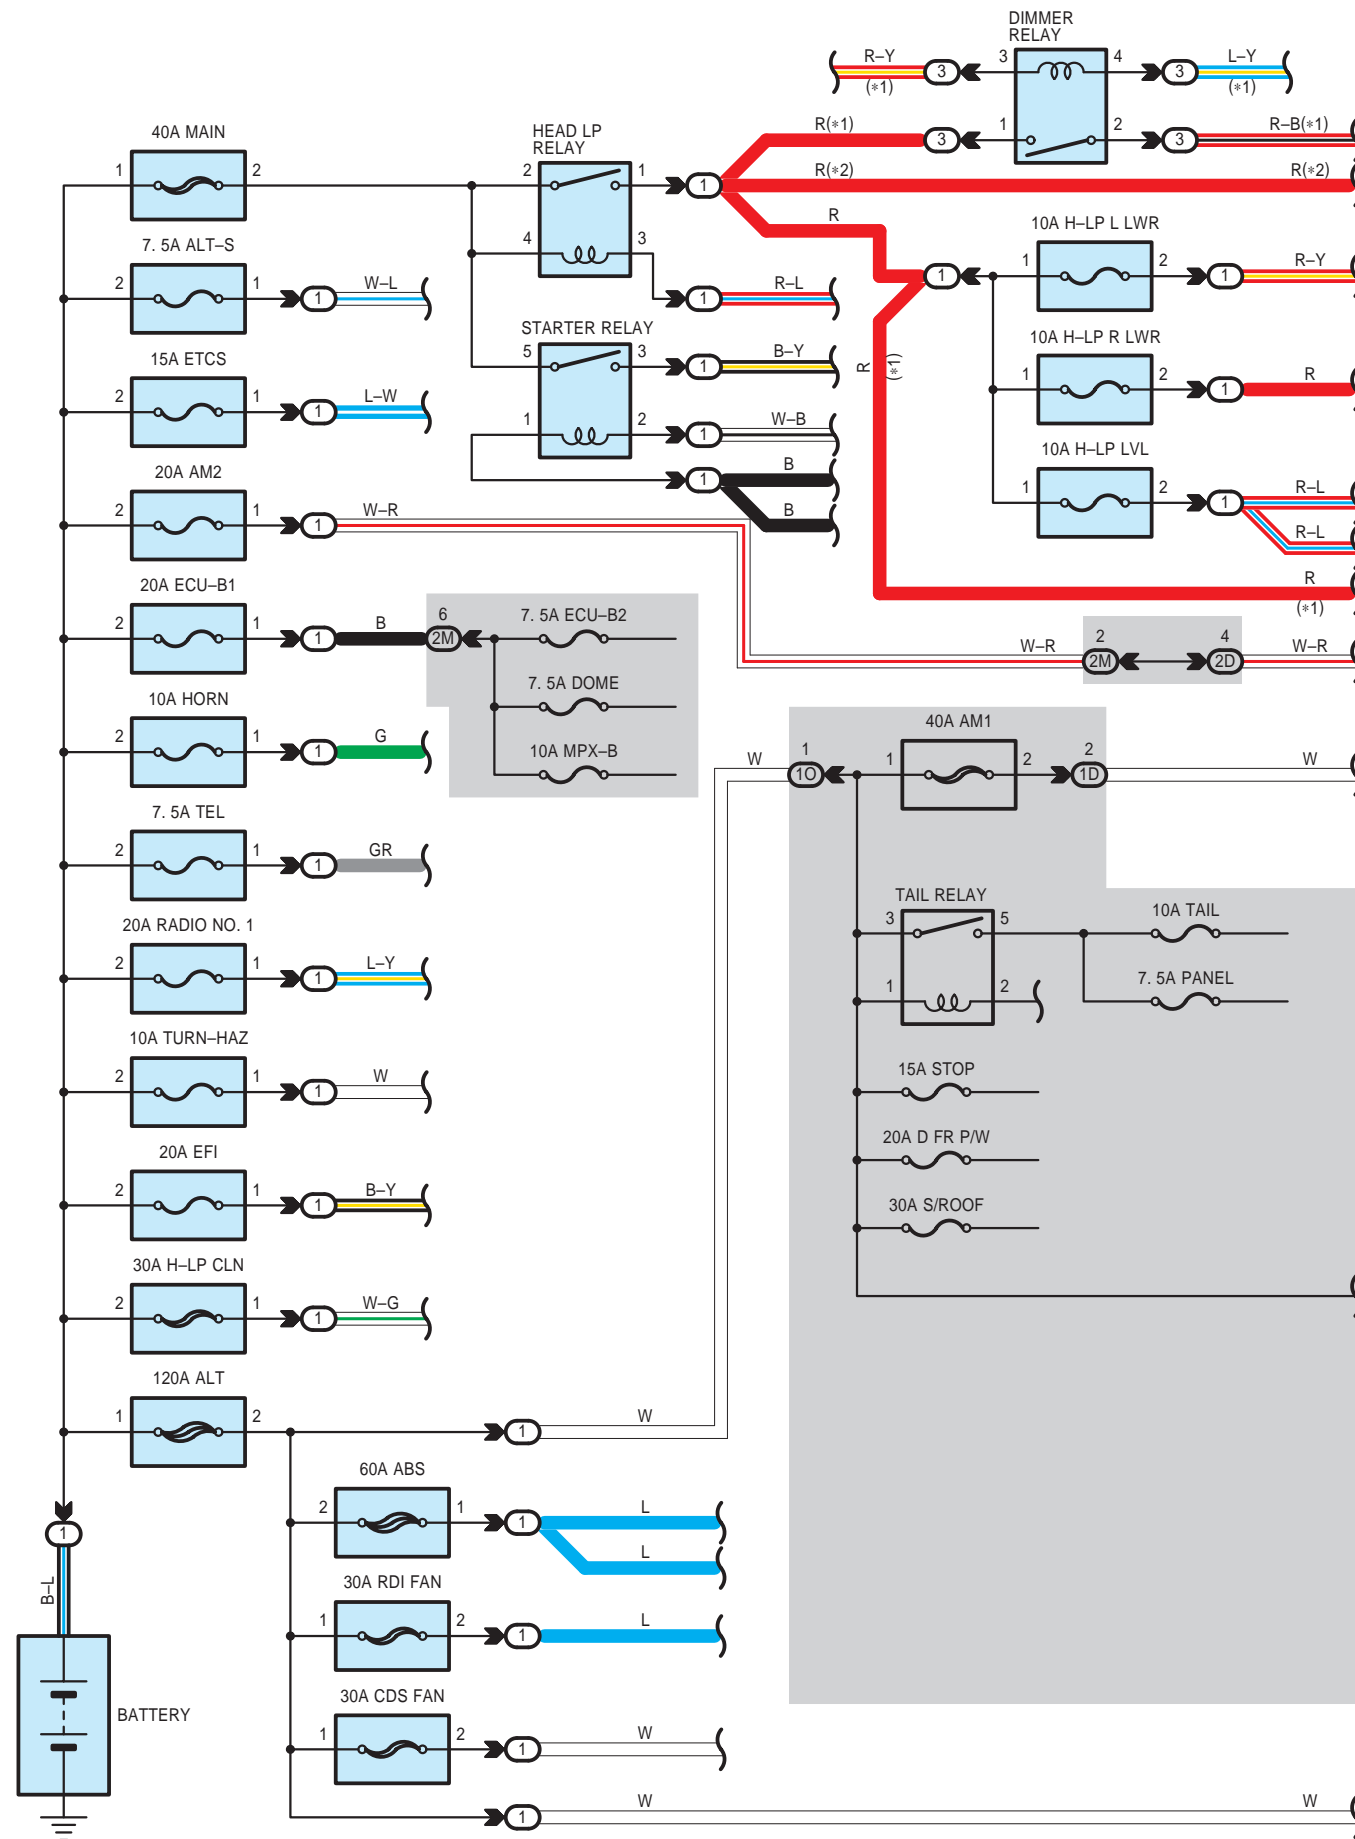 DIMMER
RELAY
R–Y
(*1)
3
3
4
3
L–Y
(*1)
R(*1)
3
1
2
3
R–B(*1)
40A MAIN
1
2
HEAD LP
RELAY
2
1
1
R(*2)
R(*2)
4
3
R
1
R–L
7. 5A ALT–S
2
1
1
W–L
10A H–LP L LWR
1
1
2
1
R–Y
STARTER RELAY
5
3
1
B–Y
1
2
1
W–B
1
B
B
R
(*1)
10A H–LP R LWR
1
2
1
R
15A ETCS
2
1
1
L–W
10A H–LP LVL
1
2
1
R–L
R–L
R
(*1)
20A AM2
2
1
1
W–R
W–R
2
2M
4
2D
W–R
20A ECU–B1
2
1
1
B
6
2M
7. 5A ECU–B2
7. 5A DOME
10A MPX–B
10A HORN
2
1
1
G
W
1
1O
40A AM1
1
2
2
1D
W
7. 5A TEL
2
1
1
GR
TAIL RELAY
3
5
1
2
10A TAIL
7. 5A PANEL
20A RADIO NO. 1
2
1
1
L–Y
10A TURN–HAZ
2
1
1
W
15A STOP
20A D FR P/W
30A S/ROOF
20A EFI
2
1
1
B–Y
30A H–LP CLN
2
1
1
W–G
120A ALT
1
2
1
W
60A ABS
2
1
1
L
L
1
B–L
30A RDI FAN
1
2
1
L
BATTERY
30A CDS FAN
1
2
1
W
1
W
W